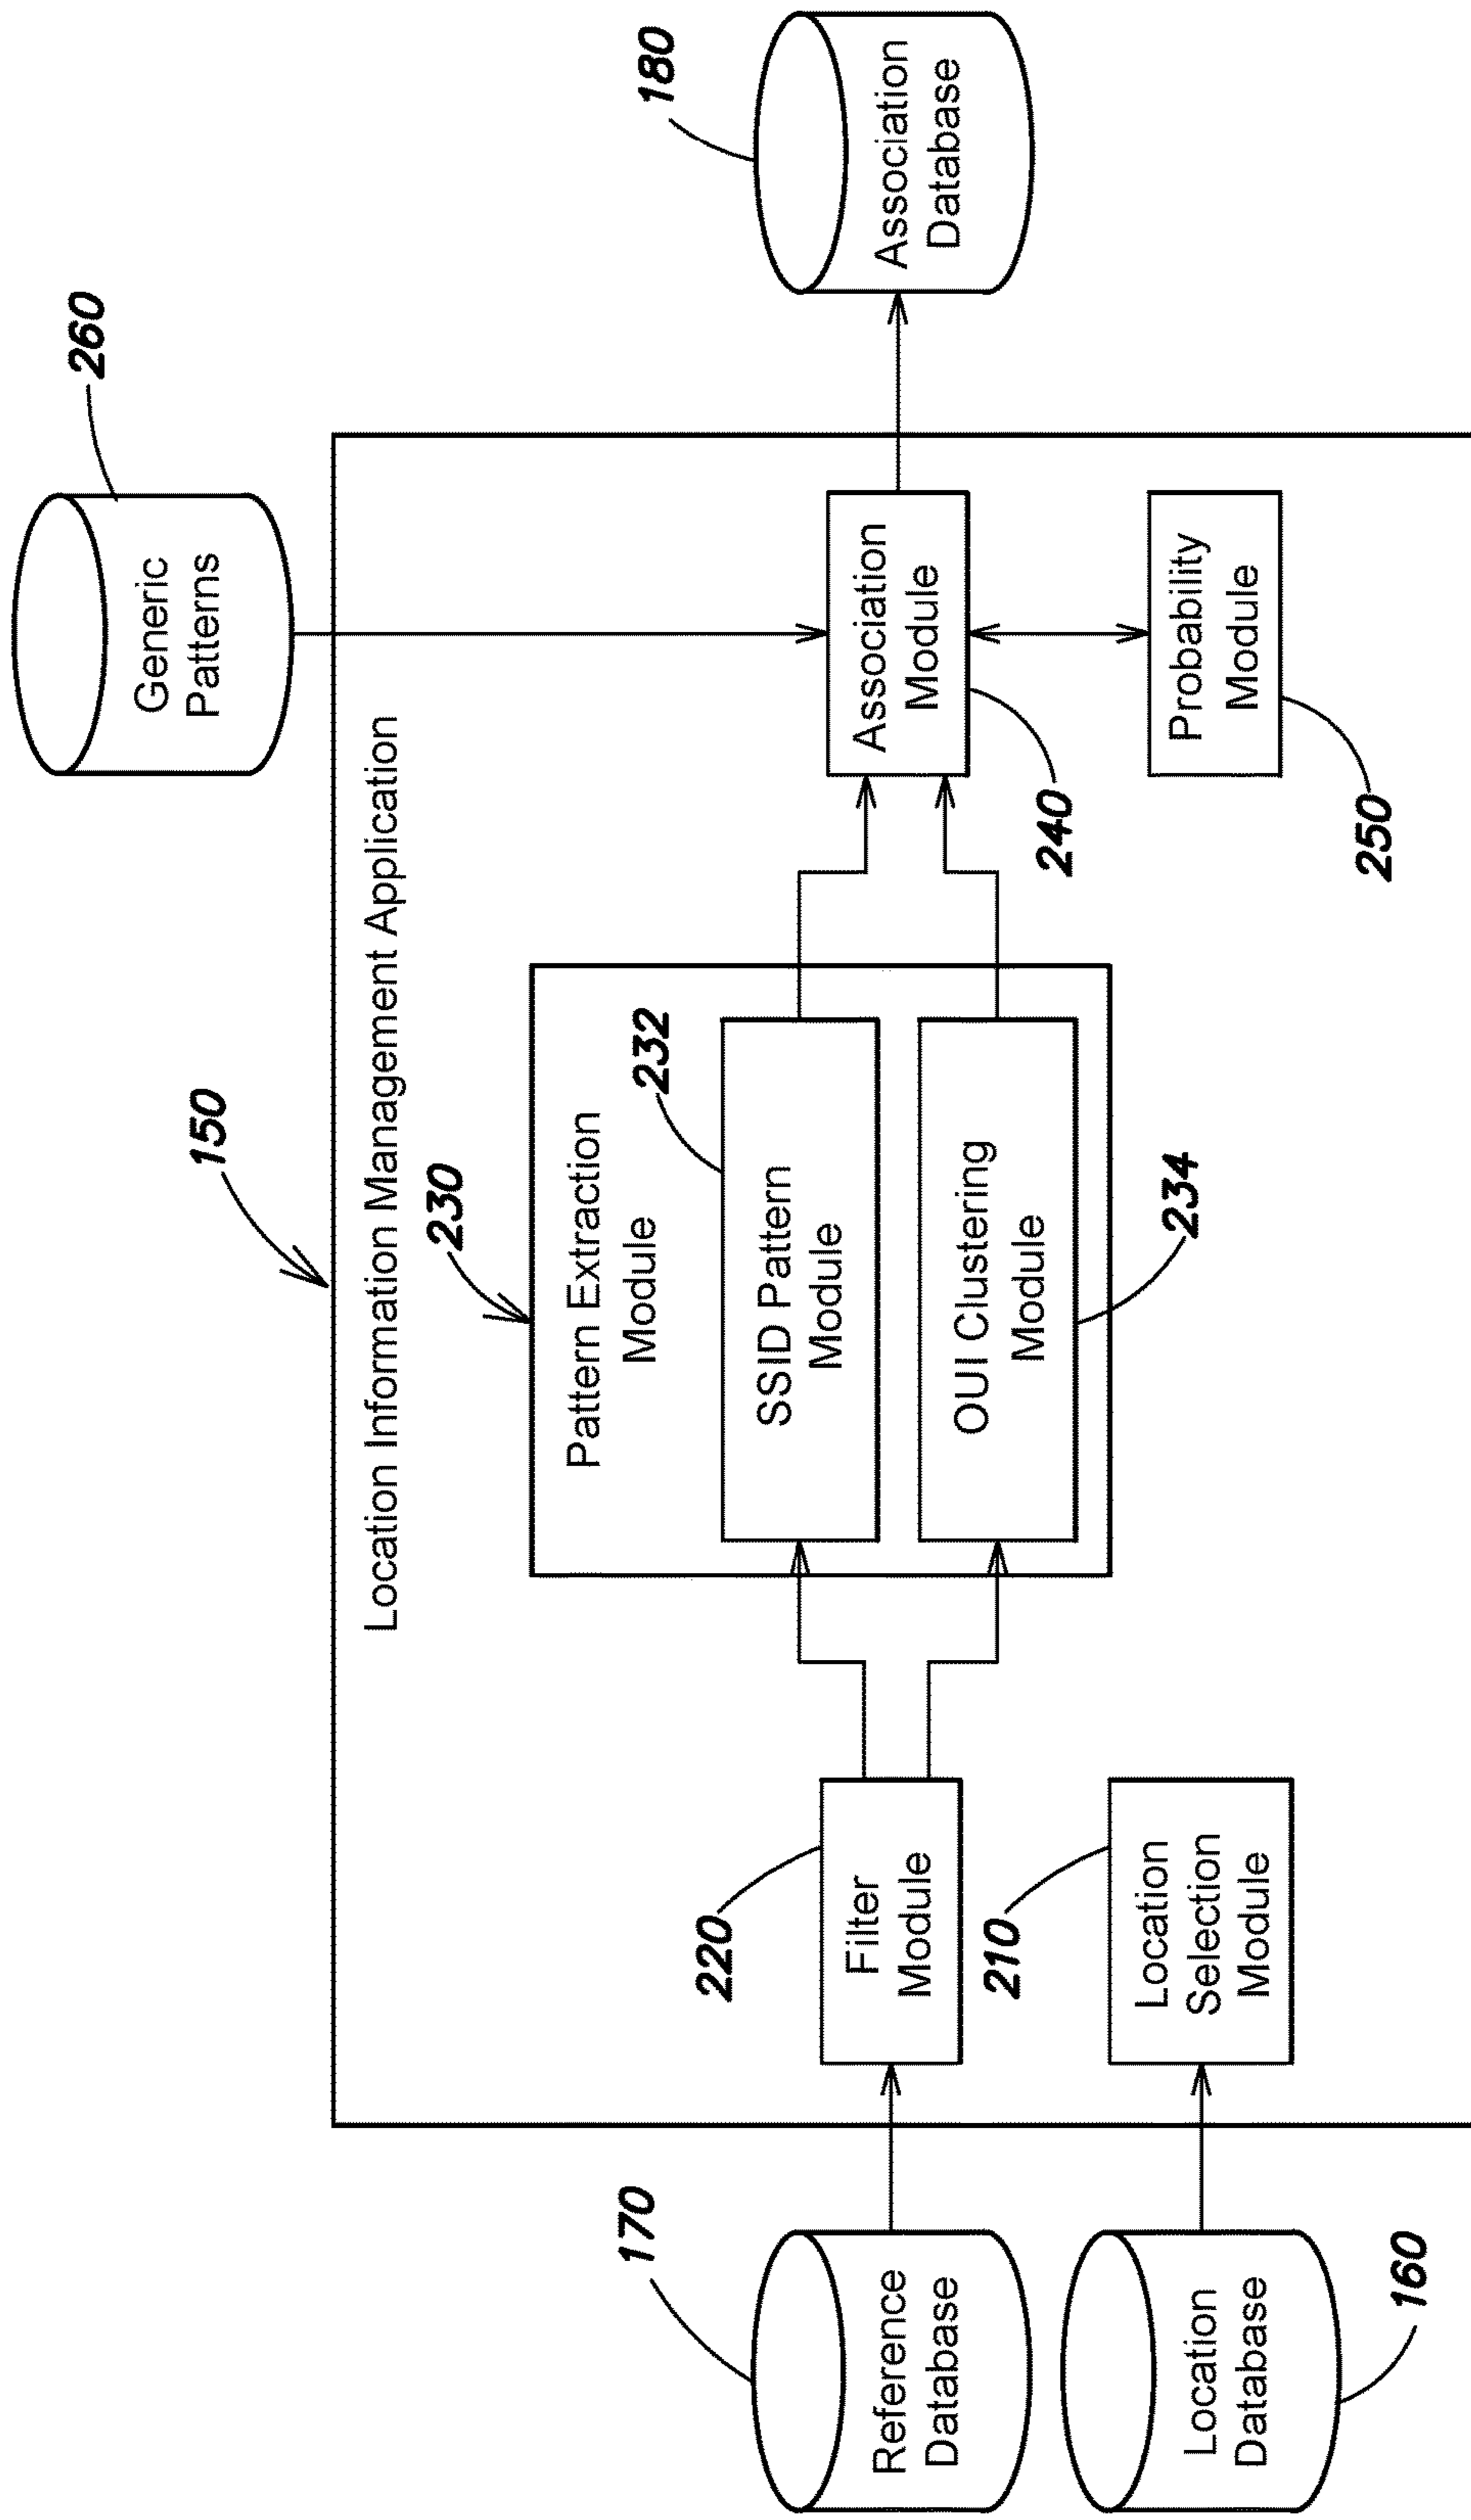 260
Generic
Patterns
150
Location Information Management Application
180
Association
Database
230
Pattern Extraction
Module
232
SSID Pattern
Module
OUI Clustering
Module
234
170
Reference
Database
220
Filter
Module
Association
Module
240
Location
Database
160
210
Location
Selection
Module
Probability
Module
250